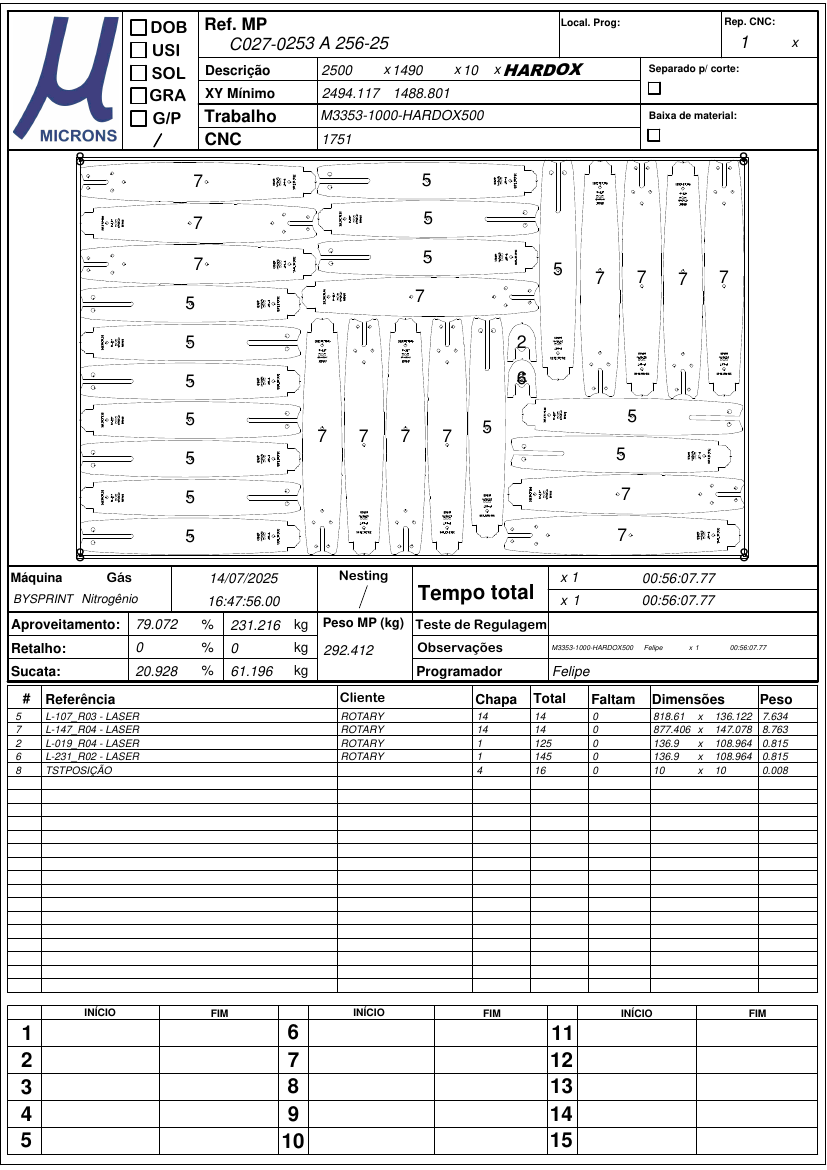 MICRONS
DOB
USI
SOL
GRA
G/P
/
Ref. MP
C027-0253 A 256-25
Local. Prog:
Rep. CNC:
1 x
Descrição 2500 x 1490 x 10 x HARDOX
XY Mínimo 2494.117 1488.801
Trabalho M3353-1000-HARDOX500
CNC 1751
Separado p/ corte:
Baixa de material:
7 5
7 5
7 5
5 7
5 7 7 7 7
5 2
5 6
5 7 7 7 7 5
5 5
5 5
5 7
5 7
Máquina Gás 14/07/2025 Nesting Tempo total x 1 00:56:07.77
BYSPRINT Nitrogênio 16:47:56.00 / x 1 00:56:07.77
Aproveitamento: 79.072 % 231.216 kg Peso MP (kg) Teste de Regulagem
Retalho: 0 % 0 kg 292.412 Observações M3353-1000-HARDOX500 Felipe x 1 00:56:07.77
Sucata: 20.928 % 61.196 kg Programador Felipe
# Referência Cliente Chapa Total Faltam Dimensões Peso
5 L-107_R03 - LASER ROTARY 14 14 0 818.61 x 136.122 7.634
7 L-147_R04 - LASER ROTARY 14 14 0 877.406 x 147.078 8.763
2 L-019_R04 - LASER ROTARY 1 125 0 136.9 x 108.964 0.815
6 L-231_R02 - LASER ROTARY 1 145 0 136.9 x 108.964 0.815
8 TSTPOSIÇÃO 4 16 0 10 x 10 0.008
INÍCIO FIM INÍCIO FIM INÍCIO FIM
1 6 11
2 7 12
3 8 13
4 9 14
5 10 15